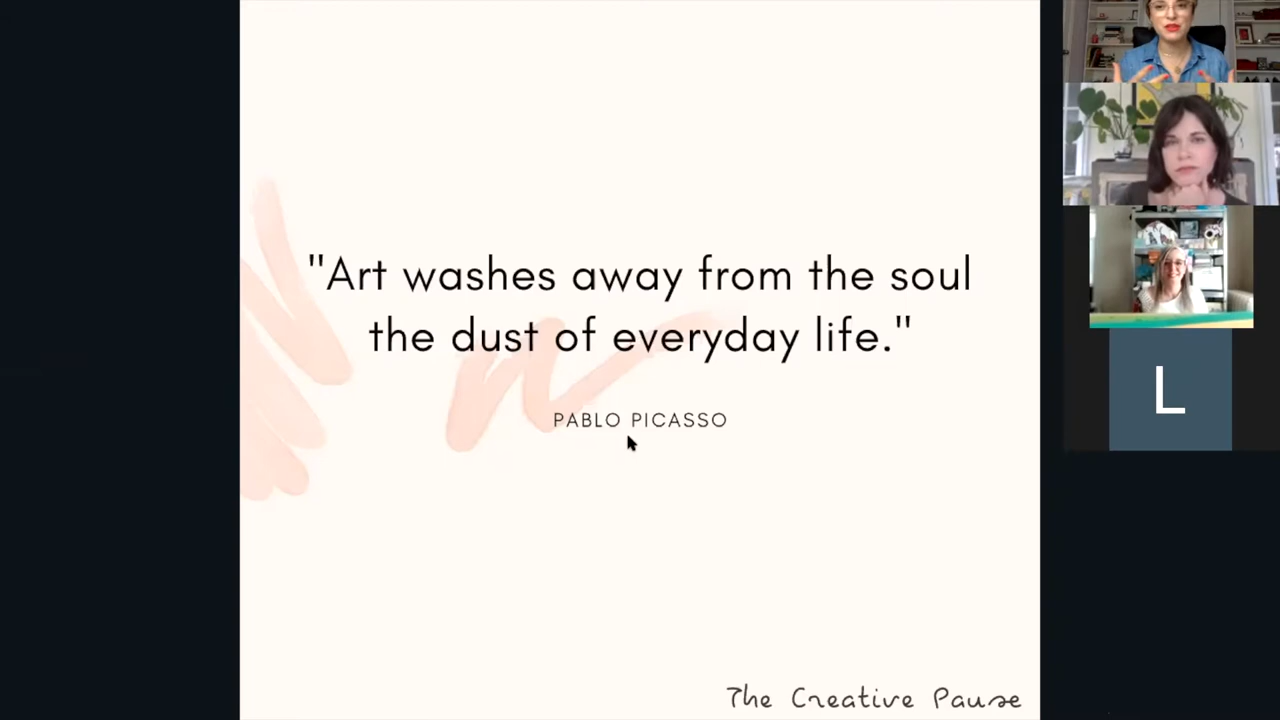 "Art washes away from the soul
the dust of everyday life."
PABLO PICASSO
The Creative Pause
L